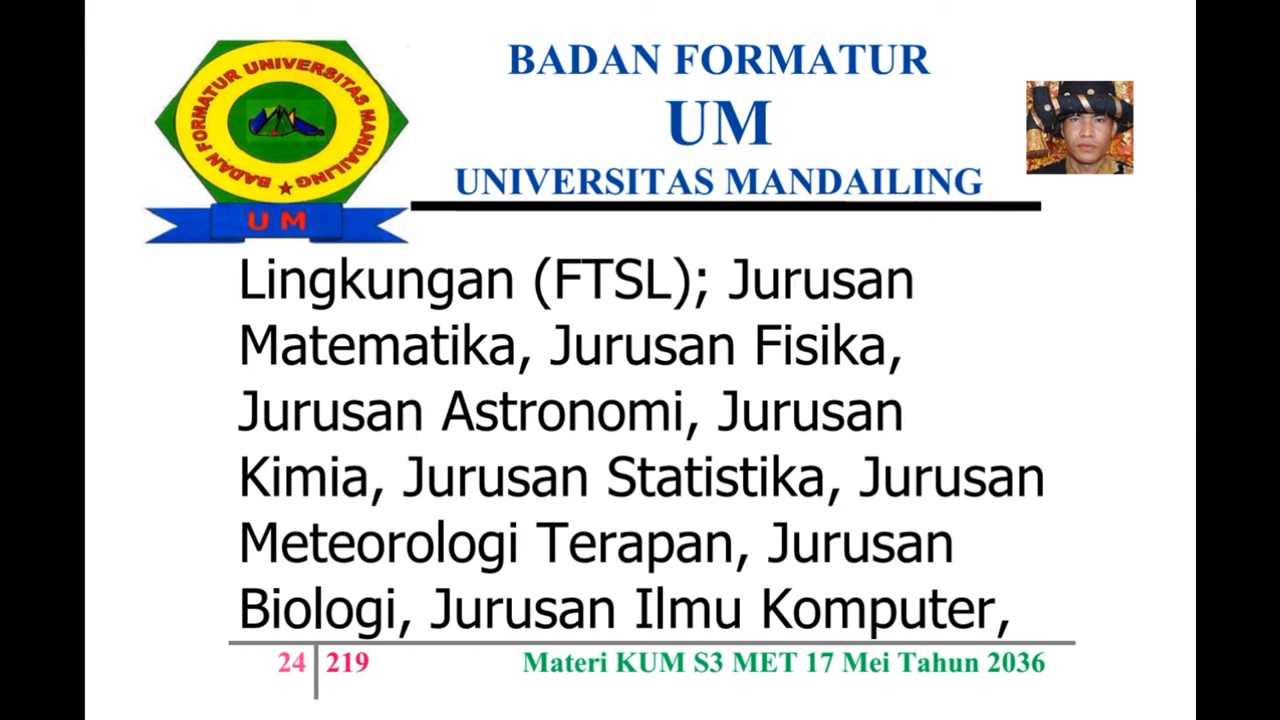 BADAN FORMATUR UNIVERSITAS MANDAILING
U M
BADAN FORMATUR
UM
UNIVERSITAS MANDAILING
Lingkungan (FTSL); Jurusan
Matematika, Jurusan Fisika,
Jurusan Astronomi, Jurusan
Kimia, Jurusan Statistika, Jurusan
Meteorologi Terapan, Jurusan
Biologi, Jurusan Ilmu Komputer,
24 219 Materi KUM S3 MET 17 Mei Tahun 2036